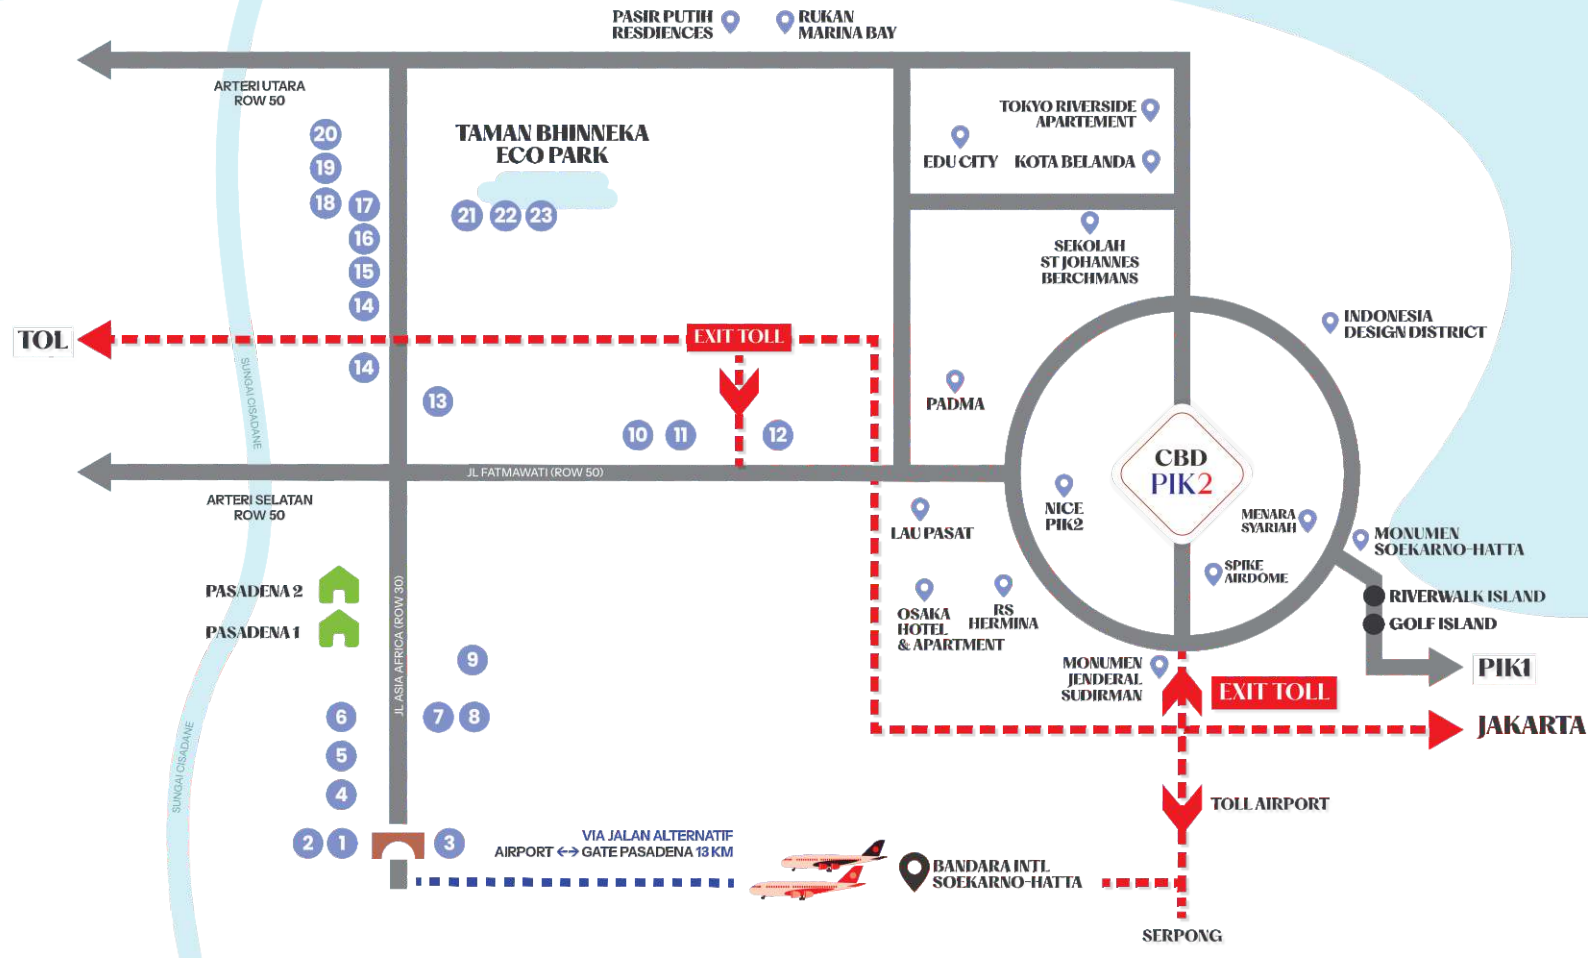 PASIR PUTIH
RESDIENCES
RUKAN
MARINA BAY
ARTERI UTARA
ROW 50
TAMAN BHINNEKA
ECO PARK
TOKYO RIVERSIDE
APARTEMENT
EDU CITY
KOTA BELANDA
20
19
18
17
16
15
14
21
22
23
SEKOLAH
ST JOHANNES
BERCHMANS
TOL
EXIT TOLL
INDONESIA
DESIGN DISTRICT
SUNGAI CISADANE
14
13
PADMA
10
11
12
JL FATMAWATI (ROW 50)
CBD
PIK2
ARTERI SELATAN
ROW 50
LAU PASAT
NICE
PIK2
MENARA
SYARIAH
MONUMEN
SOEKARNO-HATTA
SPIKE
AIRDOME
PASADENA 2
PASADENA 1
JL ASIA AFRICA (ROW 30)
OSAKA
HOTEL
& APARTMENT
RS
HERMINA
RIVERWALK ISLAND
GOLF ISLAND
PIK1
MONUMEN
JENDERAL
SUDIRMAN
EXIT TOLL
JAKARTA
9
6
7
8
5
4
SUNGAI CISADANE
TOLL AIRPORT
2
1
3
VIA JALAN ALTERNATIF
AIRPORT ↔ GATE PASADENA 13 KM
BANDARA INTL
SOEKARNO-HATTA
SERPONG